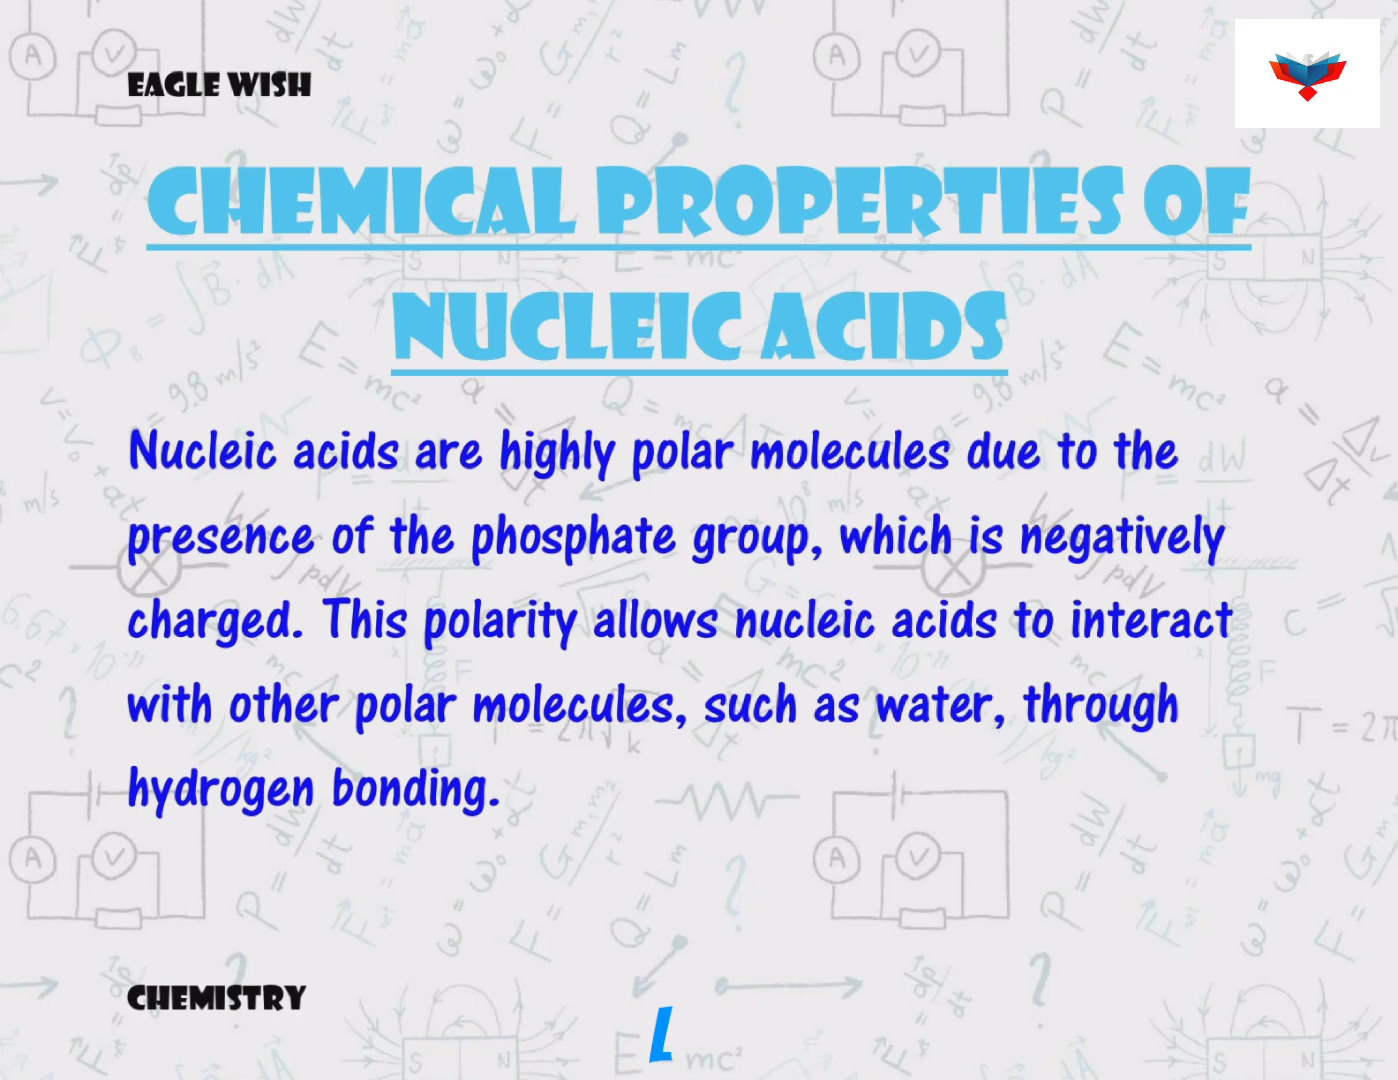 EAGLE WISH
CHEMICAL PROPERTIES OF
NUCLEIC ACIDS
Nucleic acids are highly polar molecules due to the
presence of the phosphate group, which is negatively
charged. This polarity allows nucleic acids to interact
with other polar molecules, such as water, through
hydrogen bonding.
CHEMISTRY
L